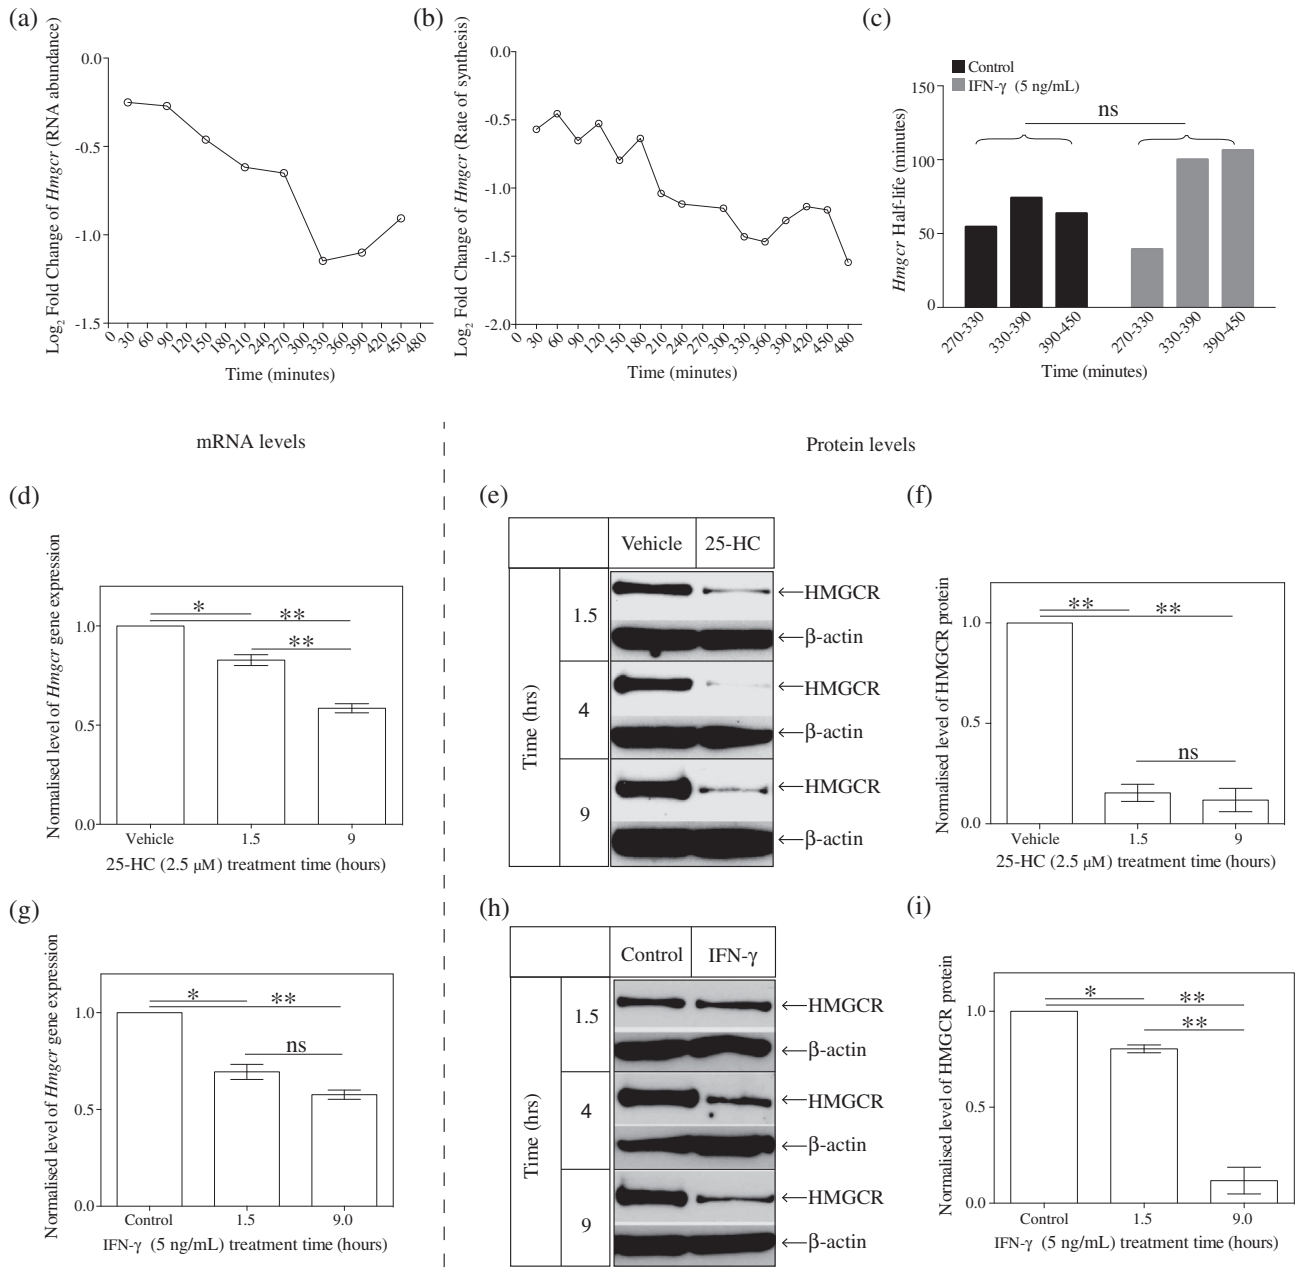 (a)
Log2 Fold Change of Hmgcr (RNA abundance)
0.0
-0.5
-1.0
-1.5
0 30 60 90 120 150 180 210 240 270 300 330 360 390 420 450 480
Time (minutes)
(b)
Log2 Fold Change of Hmgcr (Rate of synthesis)
0.0
-0.5
-1.0
-1.5
-2.0
0 30 60 90 120 150 180 210 240 270 300 330 360 390 420 450 480
Time (minutes)
(c)
Control
IFN-γ (5 ng/mL)
Hmgcr Half-life (minutes)
150
100
50
0
ns
270-330 330-390 390-450 270-330 330-390 390-450
Time (minutes)
mRNA levels
Protein levels
(d)
Normalised level of Hmgcr gene expression
1.0
0.5
0.0
*
**
**
Vehicle 1.5 9
25-HC (2.5 μM) treatment time (hours)
(e)
Vehicle 25-HC
Time (hrs)
1.5
←HMGCR
←β-actin
4
←HMGCR
←β-actin
9
←HMGCR
←β-actin
(f)
Normalised level of HMGCR protein
1.0
0.5
0.0
** **
ns
Vehicle 1.5 9
25-HC (2.5 μM) treatment time (hours)
(g)
Normalised level of Hmgcr gene expression
1.0
0.5
0.0
* **
ns
Control 1.5 9.0
IFN-γ (5 ng/mL) treatment time (hours)
(h)
Control IFN-γ
Time (hrs)
1.5
←HMGCR
←β-actin
4
←HMGCR
←β-actin
9
←HMGCR
←β-actin
(i)
Normalised level of HMGCR protein
1.0
0.5
0.0
*
**
**
Control 1.5 9.0
IFN-γ (5 ng/mL) treatment time (hours)